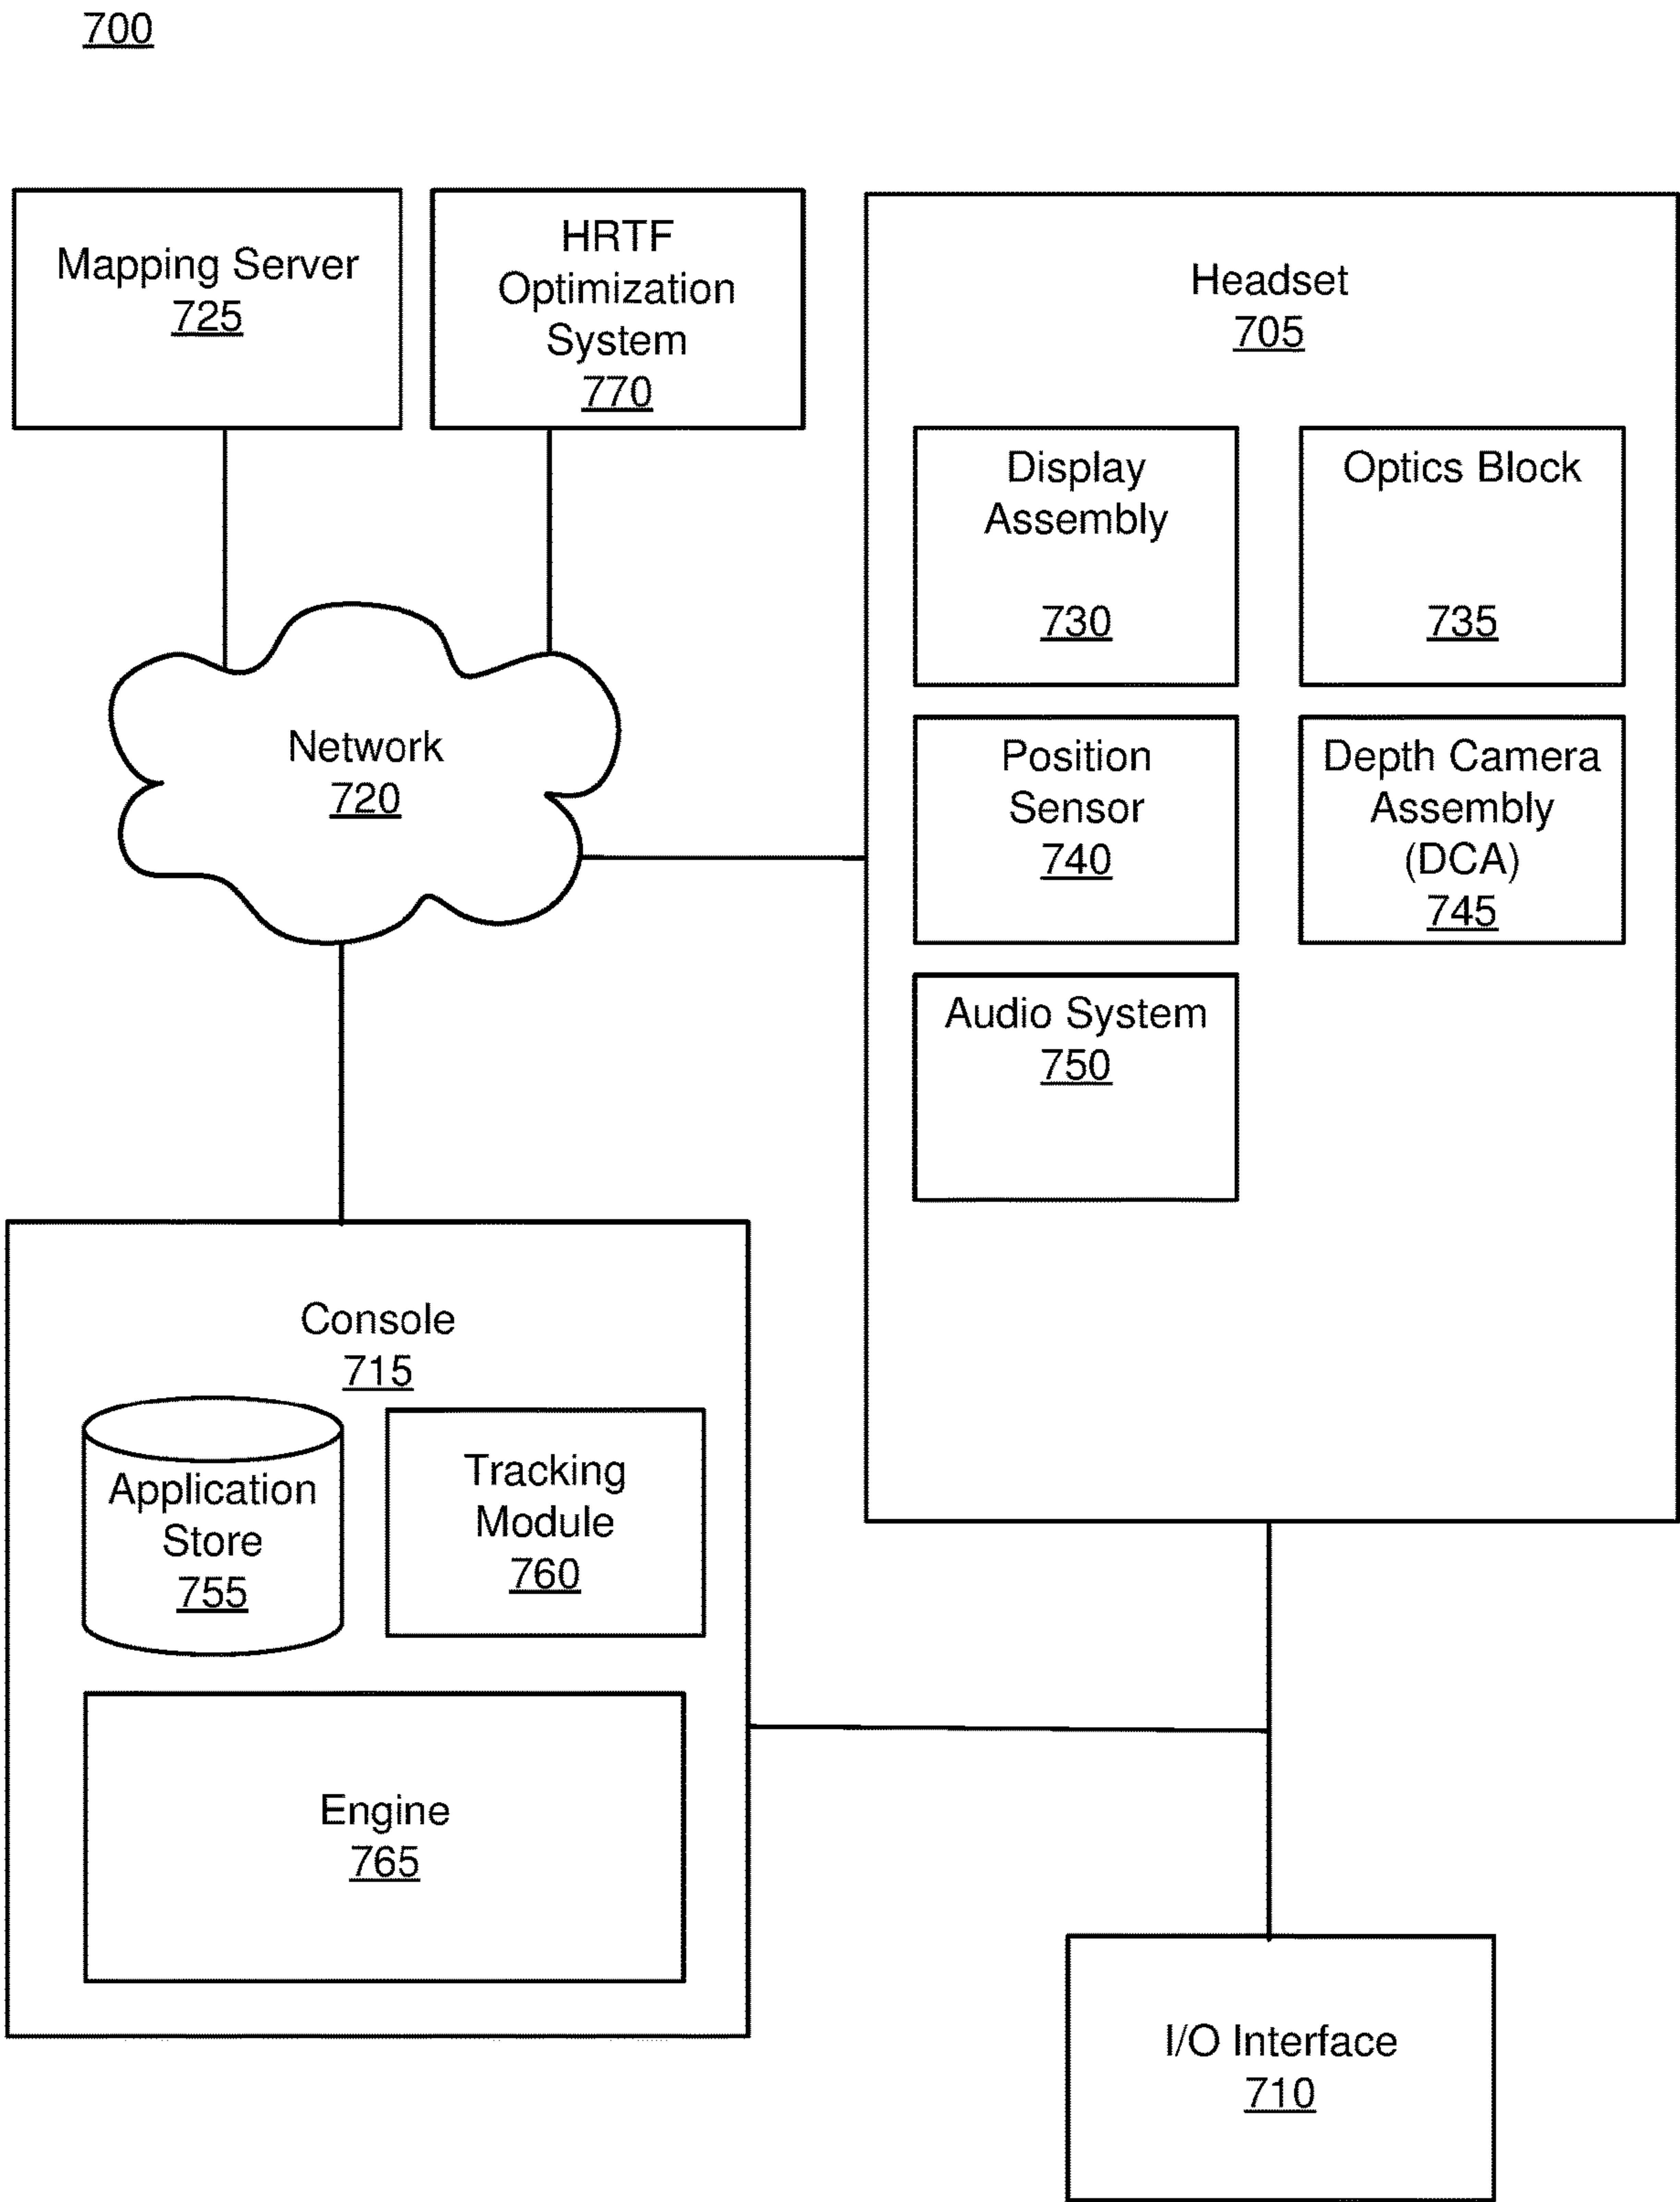 700
Mapping Server
725
HRTF
Optimization
System
770
Headset
705
Display
Assembly
730
Optics Block
735
Position
Sensor
740
Depth Camera
Assembly
(DCA)
745
Audio System
750
Network
720
Console
715
Application
Store
755
Tracking
Module
760
Engine
765
I/O Interface
710